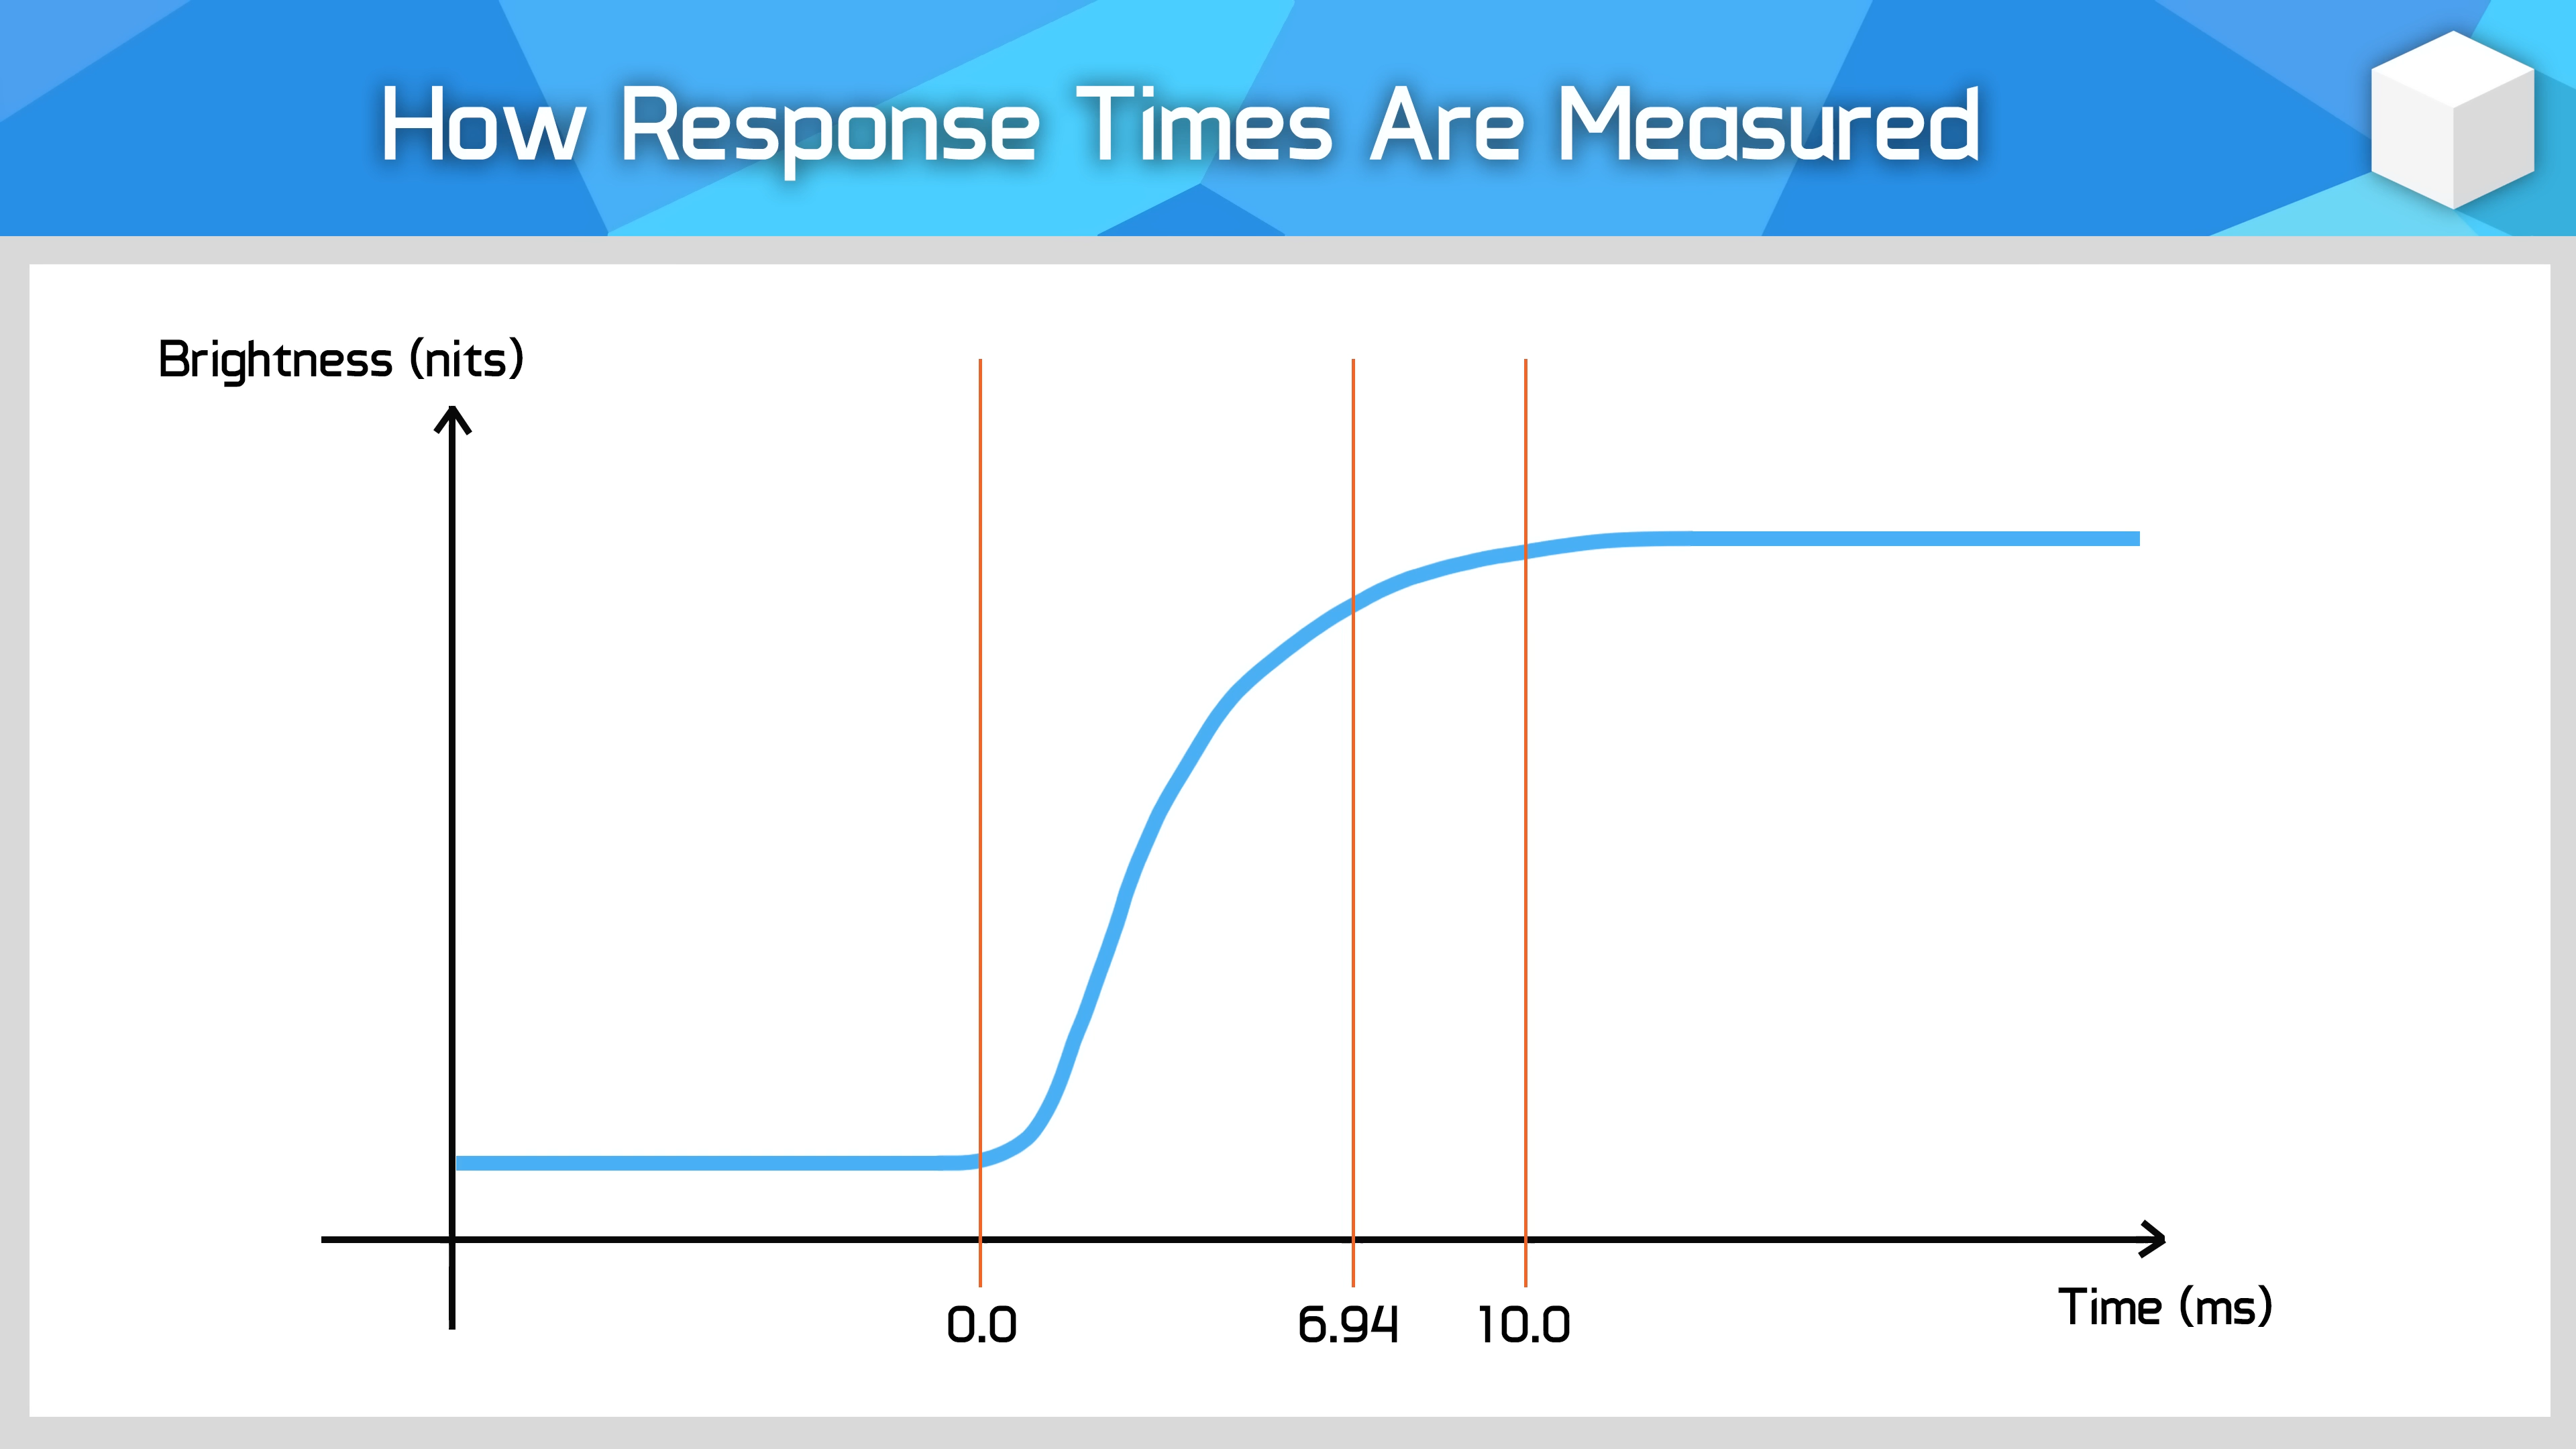 How Response Times Are Measured
Brightness (nits)
0.0
6.94
10.0
Time (ms)